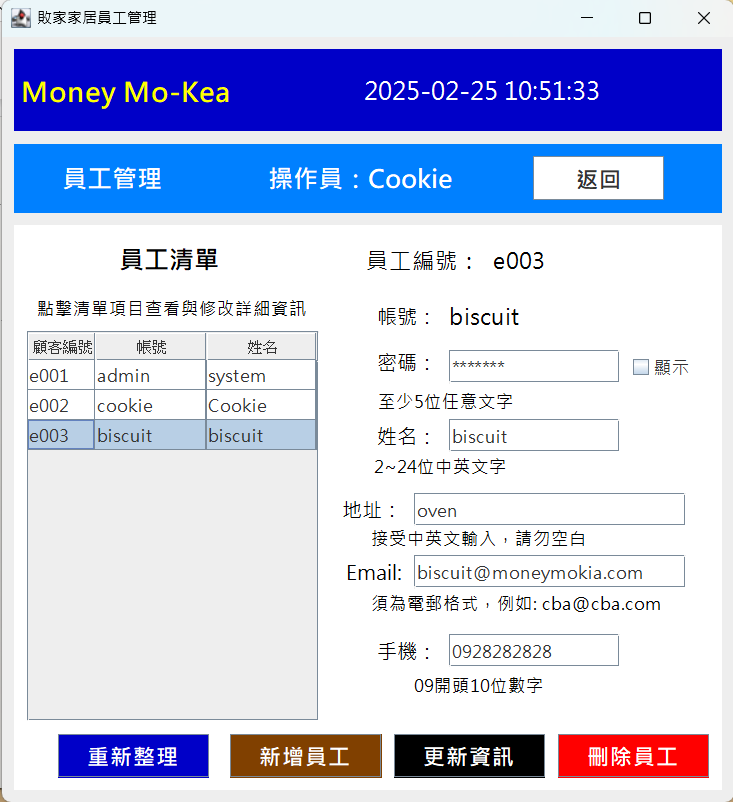 敗家家居員工管理
Money Mo-Kea
2025-02-25 10:51:33
員工管理
操作員：Cookie
返回
員工清單
點擊清單項目查看與修改詳細資訊
顧客編號 帳號 姓名
e001 admin system
e002 cookie Cookie
e003 biscuit biscuit
員工編號： e003
帳號： biscuit
密碼： ******* 顯示
至少5位任意文字
姓名： biscuit
2~24位中英文字
地址： oven
接受中英文輸入，請勿空白
Email: biscuit@moneymokia.com
須為電郵格式，例如: cba@cba.com
手機： 0928282828
09開頭10位數字
重新整理
新增員工
更新資訊
刪除員工